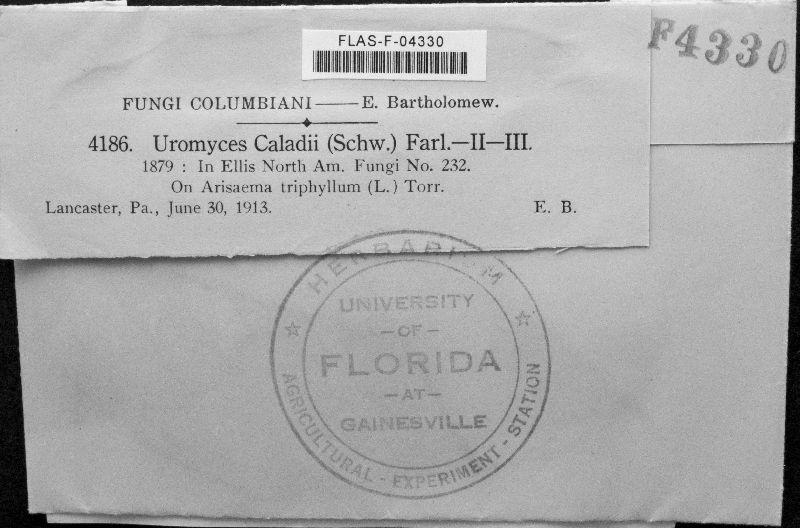 FLAS-F-04330
F4330
FUNGI COLUMBIANI—E. Bartholomew.
4186. Uromyces Caladii (Schw.) Farl.—II—III.
1879 : In Ellis North Am. Fungi No. 232.
On Arisaema triphyllum (L.) Torr.
Lancaster, Pa., June 30, 1913. E. B.
HERBARIUM
UNIVERSITY
—OF—
FLORIDA
—AT—
GAINESVILLE
AGRICULTURAL - EXPERIMENT - STATION